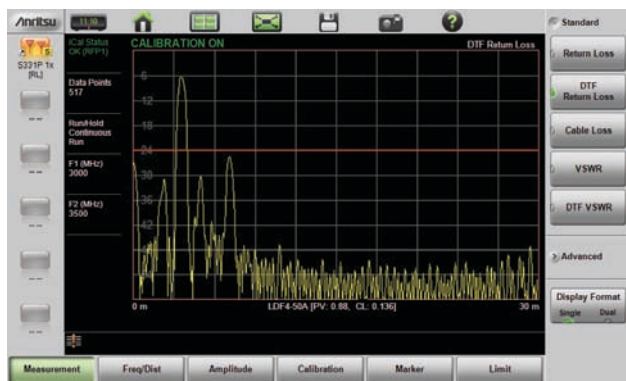 Anritsu
11:30
Standard
S331P 1x
[RL]
iCal Status
OK (RFP1)
CALIBRATION ON
DTF Return Loss
Data Points
517
Run/Hold
Continuous
Run
F1 (MHz)
3000
F2 (MHz)
3500
6
12
18
24
30
36
42
0 m
LDF4-50A [PV: 0.88, CL: 0.136]
30 m
Return Loss
DTF
Return Loss
Cable Loss
VSWR
DTF VSWR
Advanced
Display Format
Single Dual
-- --
-- --
-- --
-- --
-- --
Measurement
Freq/Dist
Amplitude
Calibration
Marker
Limit